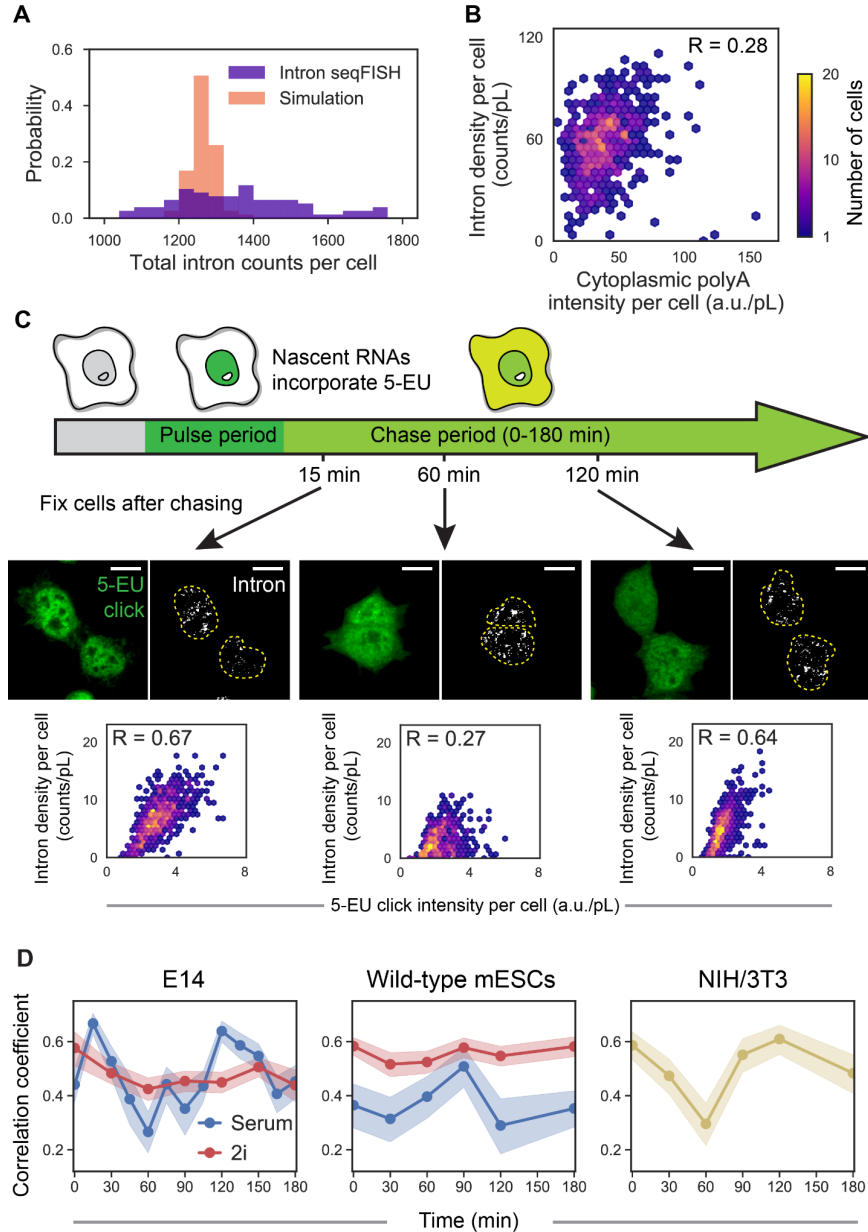 A
0.6
0.4
0.2
0.0
Probability
Intron seqFISH
Simulation
1000 1200 1400 1600 1800
Total intron counts per cell
B
120
60
0
Intron density per cell
(counts/pL)
R = 0.28
0 50 100 150
Cytoplasmic polyA
intensity per cell (a.u./pL)
20
10
1
Number of cells
C
Nascent RNAs
incorporate 5-EU
Pulse period
Chase period (0-180 min)
15 min
60 min
120 min
Fix cells after chasing
5-EU
click
Intron
Intron density per cell
(counts/pL)
20
10
0
R = 0.67
0 4 8
Intron density per cell
(counts/pL)
20
10
0
R = 0.27
0 4 8
Intron density per cell
(counts/pL)
20
10
0
R = 0.64
0 4 8
5-EU click intensity per cell (a.u./pL)
D
E14
Wild-type mESCs
NIH/3T3
Correlation coefficient
0.6
0.4
0.2
Serum
2i
0 30 60 90 120 150 180
0.6
0.4
0.2
0 30 60 90 120 150 180
0.6
0.4
0.2
0 30 60 90 120 150 180
Time (min)